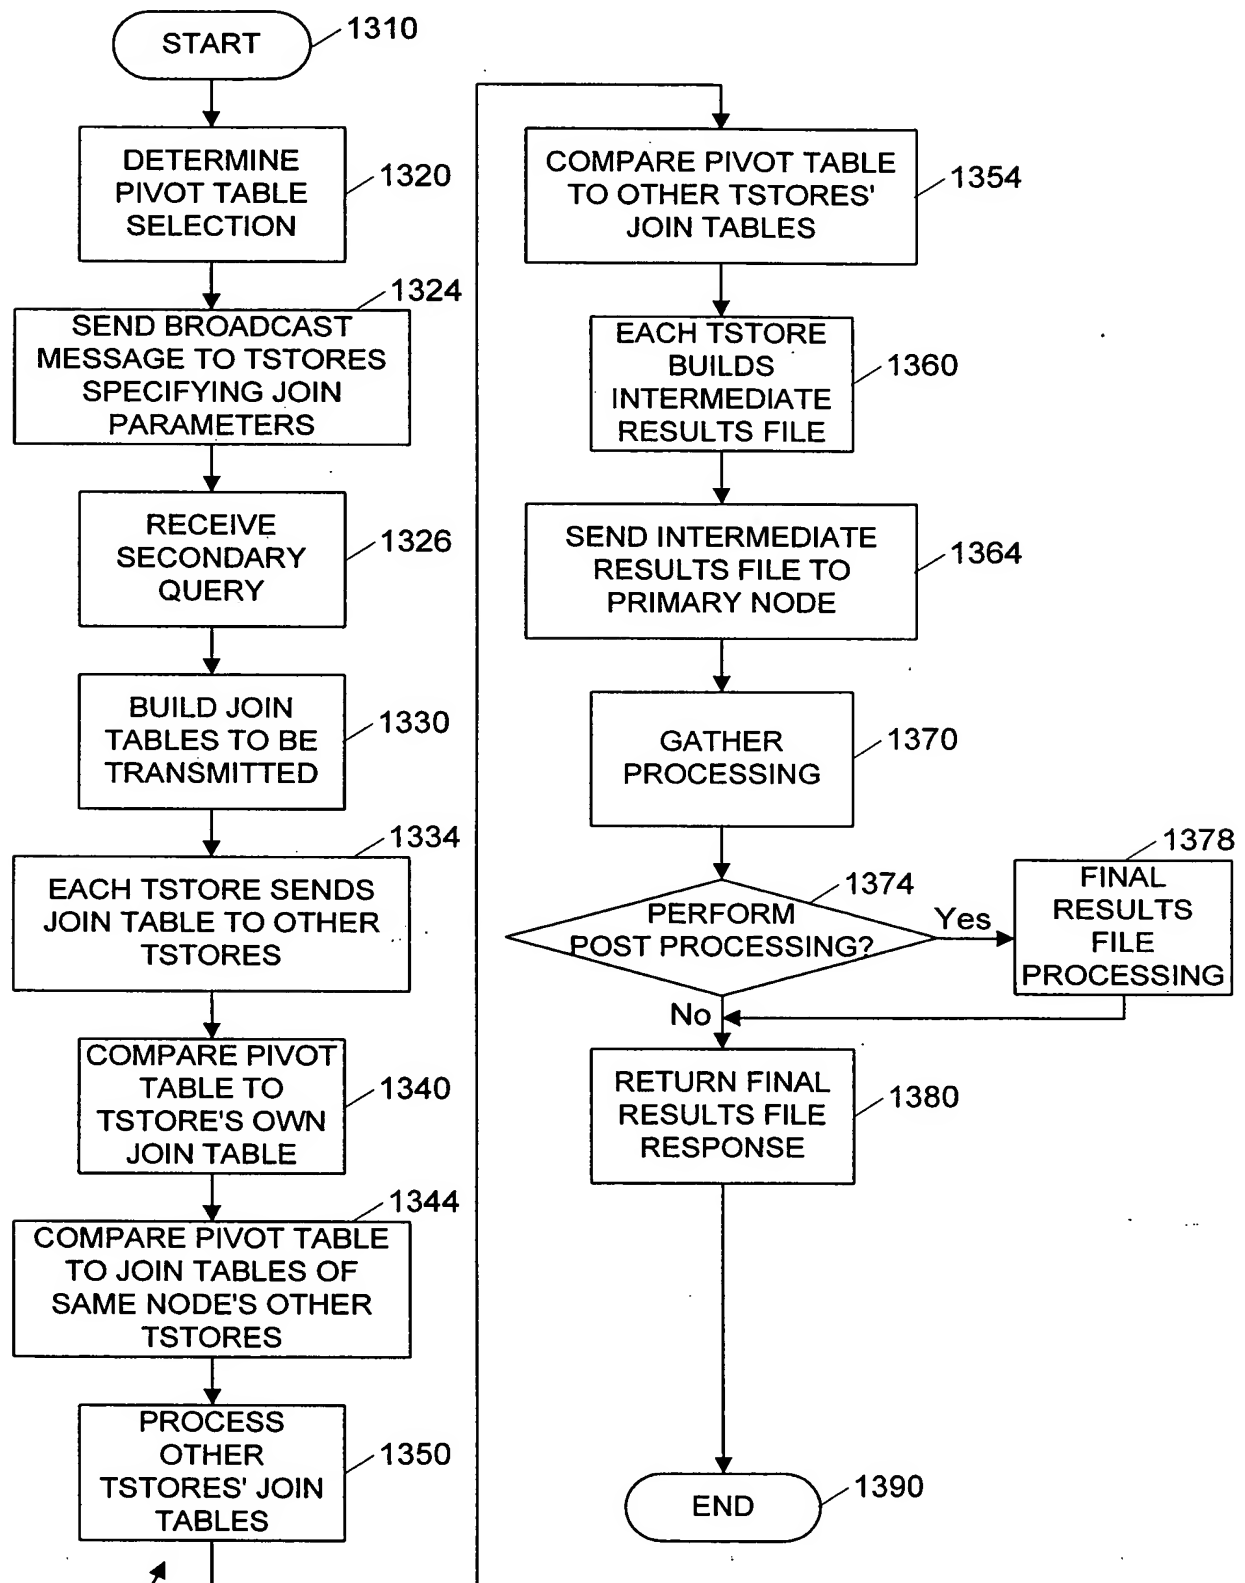 START
1310
DETERMINE
PIVOT TABLE
SELECTION
1320
1324
SEND BROADCAST
MESSAGE TO TSTORES
SPECIFYING JOIN
PARAMETERS
RECEIVE
SECONDARY
QUERY
1326
BUILD JOIN
TABLES TO BE
TRANSMITTED
1330
1334
EACH TSTORE SENDS
JOIN TABLE TO OTHER
TSTORES
COMPARE PIVOT
TABLE TO
TSTORE'S OWN
JOIN TABLE
1340
1344
COMPARE PIVOT TABLE
TO JOIN TABLES OF
SAME NODE'S OTHER
TSTORES
PROCESS
OTHER
TSTORES' JOIN
TABLES
1350
COMPARE PIVOT TABLE
TO OTHER TSTORES'
JOIN TABLES
1354
EACH TSTORE
BUILDS
INTERMEDIATE
RESULTS FILE
1360
SEND INTERMEDIATE
RESULTS FILE TO
PRIMARY NODE
1364
GATHER
PROCESSING
1370
1374
PERFORM
POST PROCESSING?
Yes
1378
FINAL
RESULTS
FILE
PROCESSING
No
RETURN FINAL
RESULTS FILE
RESPONSE
1380
END
1390